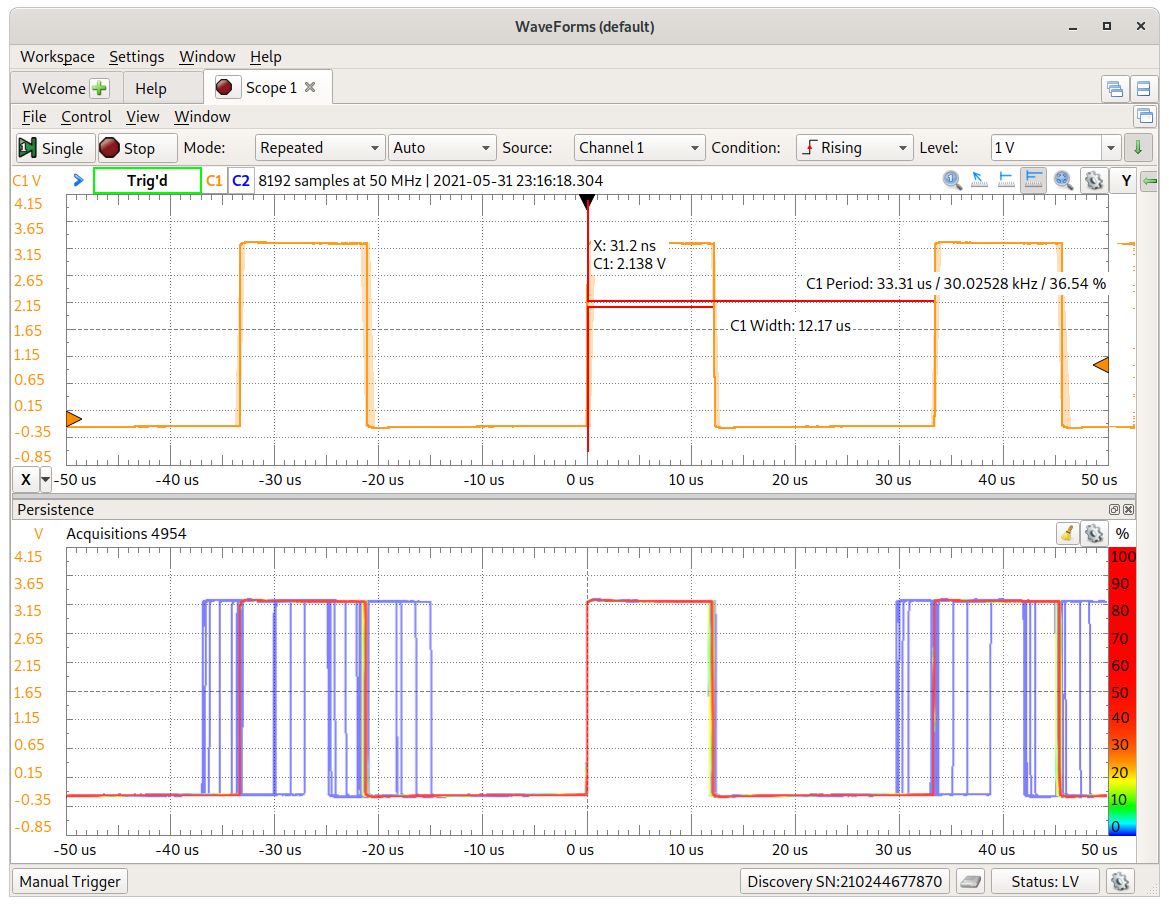 WaveForms (default)
Workspace Settings Window Help
Welcome Help Scope 1
File Control View Window
Single Stop Mode: Repeated Auto Source: Channel 1 Condition: Rising Level: 1 V
C1 V Trig'd C1 C2 8192 samples at 50 MHz | 2021-05-31 23:16:18.304 Y
4.15
3.65
3.15
2.65
2.15
1.65
1.15
0.65
0.15
-0.35
-0.85
X: 31.2 ns
C1: 2.138 V
C1 Period: 33.31 us / 30.02528 kHz / 36.54 %
C1 Width: 12.17 us
X -50 us -40 us -30 us -20 us -10 us 0 us 10 us 20 us 30 us 40 us 50 us
Persistence
V Acquisitions 4954 %
4.15
3.65
3.15
2.65
2.15
1.65
1.15
0.65
0.15
-0.35
-0.85
100
90
80
70
60
50
40
30
20
10
0
-50 us -40 us -30 us -20 us -10 us 0 us 10 us 20 us 30 us 40 us 50 us
Manual Trigger Discovery SN:210244677870 Status: LV